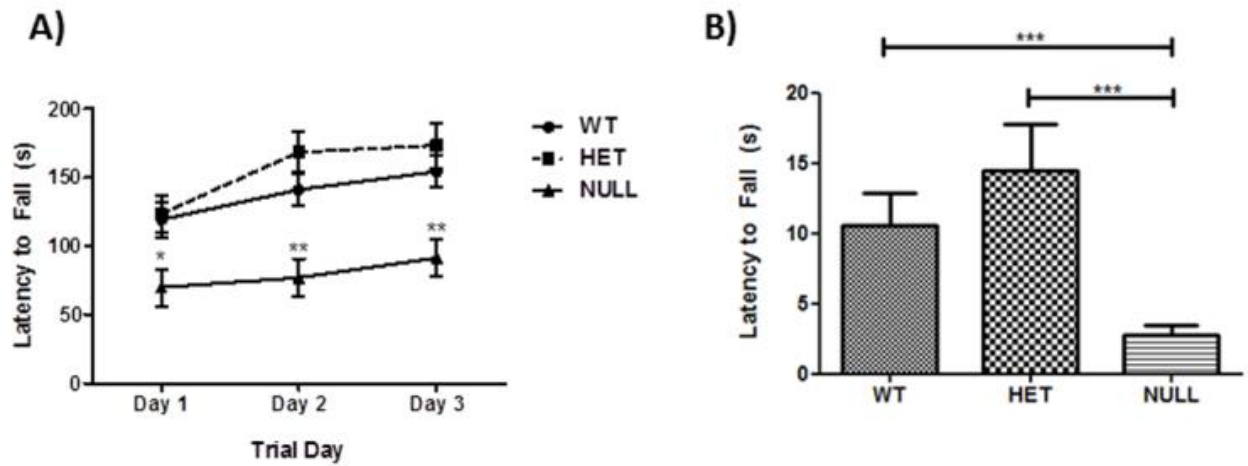 A)
Latency to Fall (s)
200
150
100
50
0
*
**
**
Day 1 Day 2 Day 3
Trial Day
WT
HET
NULL
B)
***
***
Latency to Fall (s)
20
15
10
5
0
WT HET NULL